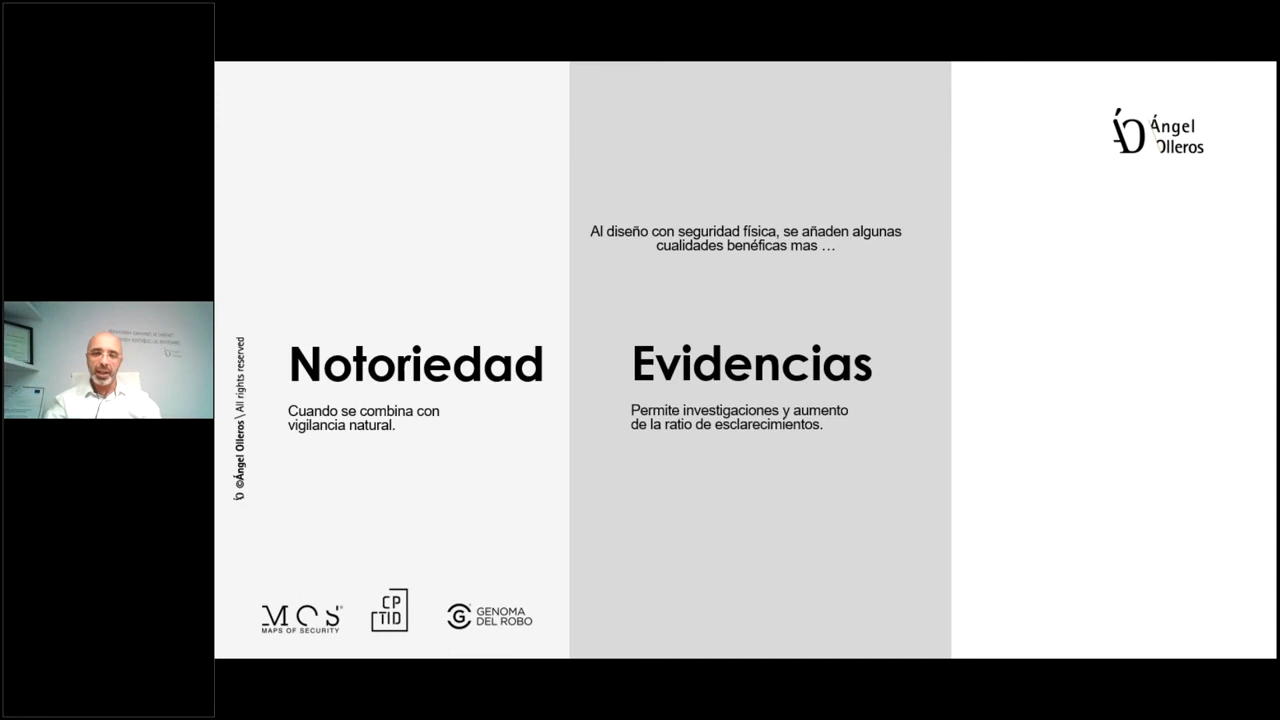 Ángel
Olleros
Al diseño con seguridad física, se añaden algunas
cualidades benéficas mas …
Notoriedad
Cuando se combina con
vigilancia natural.
Evidencias
Permite investigaciones y aumento
de la ratio de esclarecimientos.
©Ángel Olleros \ All rights reserved
MOS
MAPS OF SECURITY
CP
TID
G
GENOMA
DEL ROBO